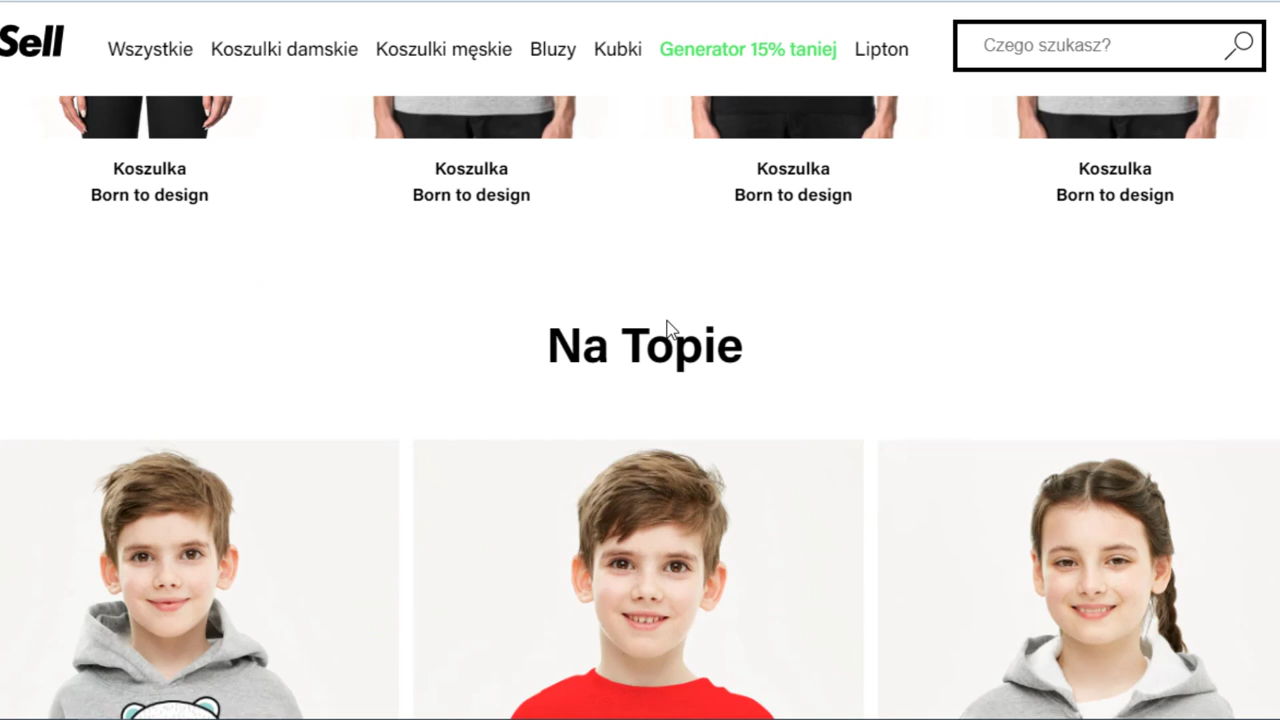 Sell
Wszystkie Koszulki damskie Koszulki męskie Bluzy Kubki Generator 15% taniej Lipton
Czego szukasz?
Koszulka Koszulka Koszulka Koszulka
Born to design Born to design Born to design Born to design
Na Topie